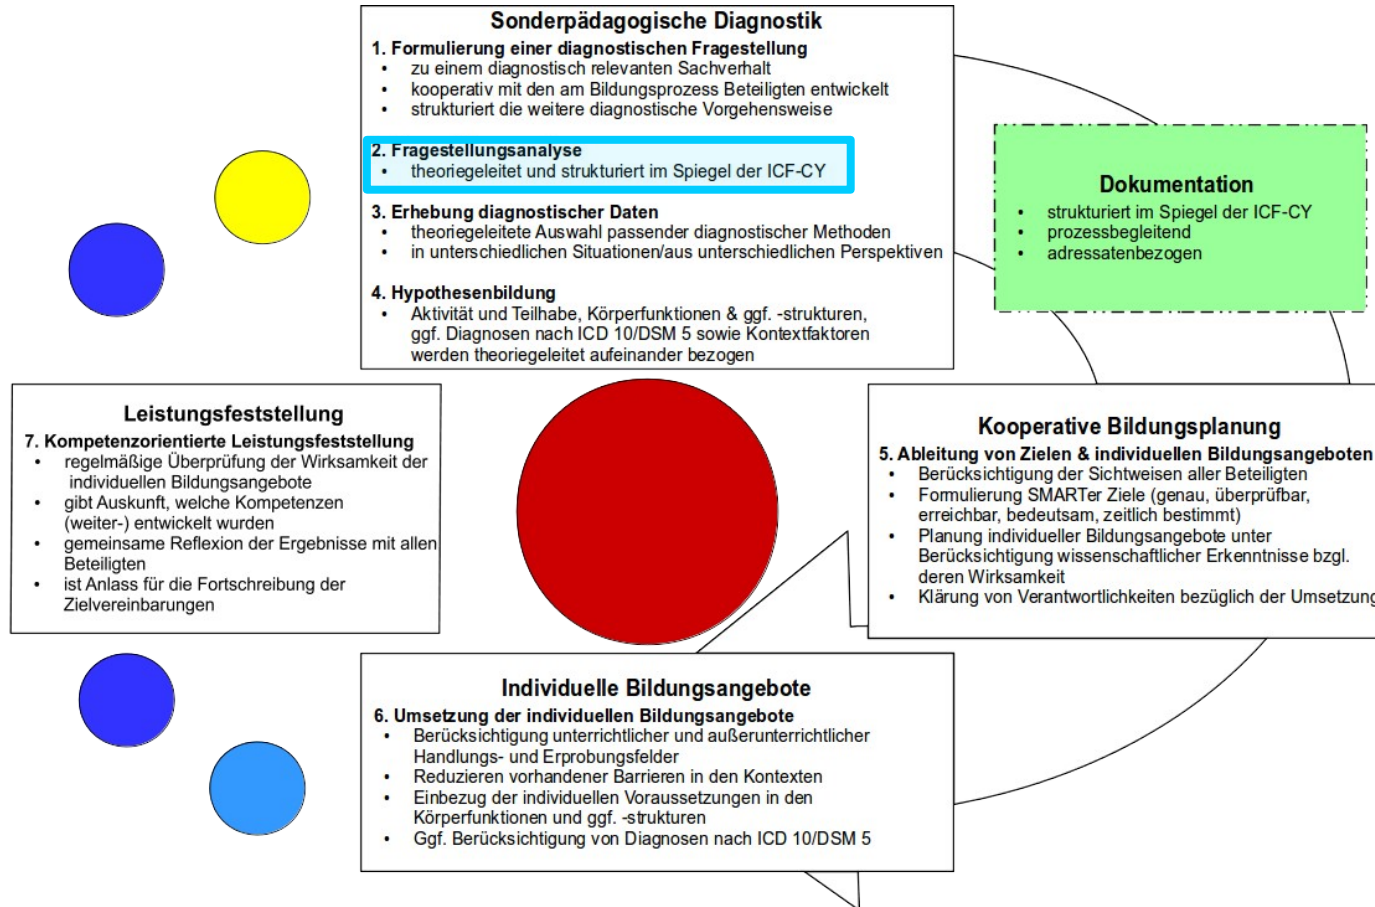 Sonderpädagogische Diagnostik
1. Formulierung einer diagnostischen Fragestellung
• zu einem diagnostisch relevanten Sachverhalt
• kooperativ mit den am Bildungsprozess Beteiligten entwickelt
• strukturiert die weitere diagnostische Vorgehensweise
2. Fragestellungsanalyse
• theoriegeleitet und strukturiert im Spiegel der ICF-CY
3. Erhebung diagnostischer Daten
• theoriegeleitete Auswahl passender diagnostischer Methoden
• in unterschiedlichen Situationen/aus unterschiedlichen Perspektiven
4. Hypothesenbildung
• Aktivität und Teilhabe, Körperfunktionen & ggf. -strukturen,
ggf. Diagnosen nach ICD 10/DSM 5 sowie Kontextfaktoren
werden theoriegeleitet aufeinander bezogen
Dokumentation
• strukturiert im Spiegel der ICF-CY
• prozessbegleitend
• adressatenbezogen
Leistungsfeststellung
7. Kompetenzorientierte Leistungsfeststellung
• regelmäßige Überprüfung der Wirksamkeit der
individuellen Bildungsangebote
• gibt Auskunft, welche Kompetenzen
(weiter-) entwickelt wurden
• gemeinsame Reflexion der Ergebnisse mit allen
Beteiligten
• ist Anlass für die Fortschreibung der
Zielvereinbarungen
Kooperative Bildungsplanung
5. Ableitung von Zielen & individuellen Bildungsangeboten
• Berücksichtigung der Sichtweisen aller Beteiligten
• Formulierung SMARTer Ziele (genau, überprüfbar,
erreichbar, bedeutsam, zeitlich bestimmt)
• Planung individueller Bildungsangebote unter
Berücksichtigung wissenschaftlicher Erkenntnisse bzgl.
deren Wirksamkeit
• Klärung von Verantwortlichkeiten bezüglich der Umsetzung
Individuelle Bildungsangebote
6. Umsetzung der individuellen Bildungsangebote
• Berücksichtigung unterrichtlicher und außerunterrichtlicher
Handlungs- und Erprobungsfelder
• Reduzieren vorhandener Barrieren in den Kontexten
• Einbezug der individuellen Voraussetzungen in den
Körperfunktionen und ggf. -strukturen
• Ggf. Berücksichtigung von Diagnosen nach ICD 10/DSM 5